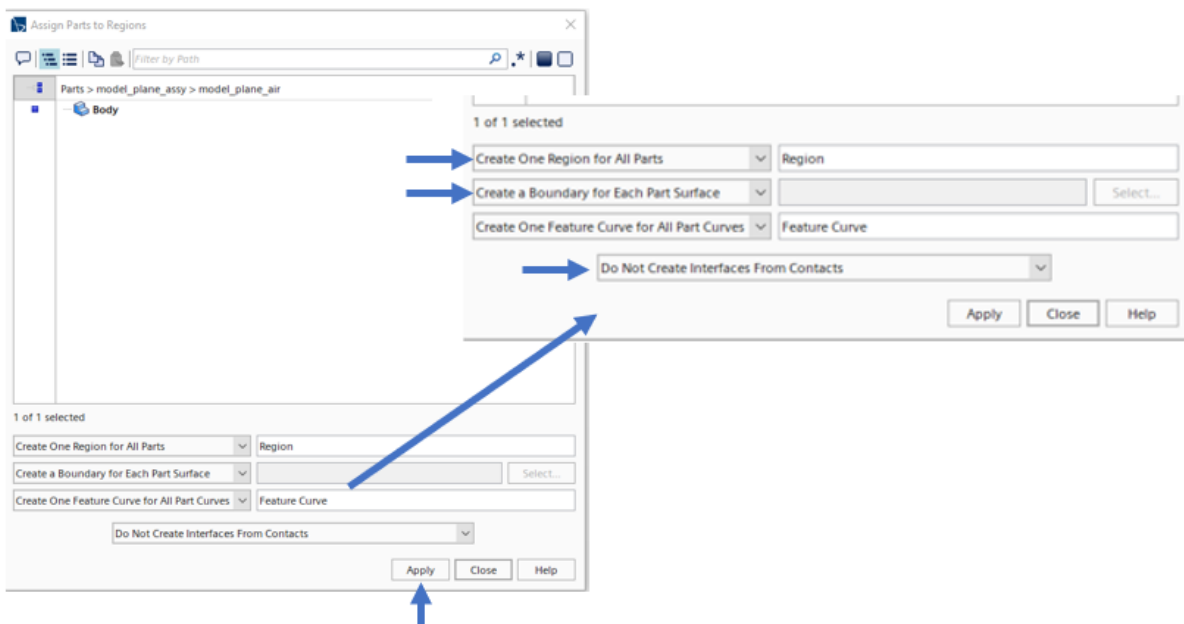 Assign Parts to Regions
Filter by Path
.*
Parts > model_plane_assy > model_plane_air
Body
1 of 1 selected
Create One Region for All Parts Region
Create a Boundary for Each Part Surface Select...
Create One Feature Curve for All Part Curves Feature Curve
Do Not Create Interfaces From Contacts
Apply Close Help
1 of 1 selected
Create One Region for All Parts Region
Create a Boundary for Each Part Surface Select...
Create One Feature Curve for All Part Curves Feature Curve
Do Not Create Interfaces From Contacts
Apply Close Help